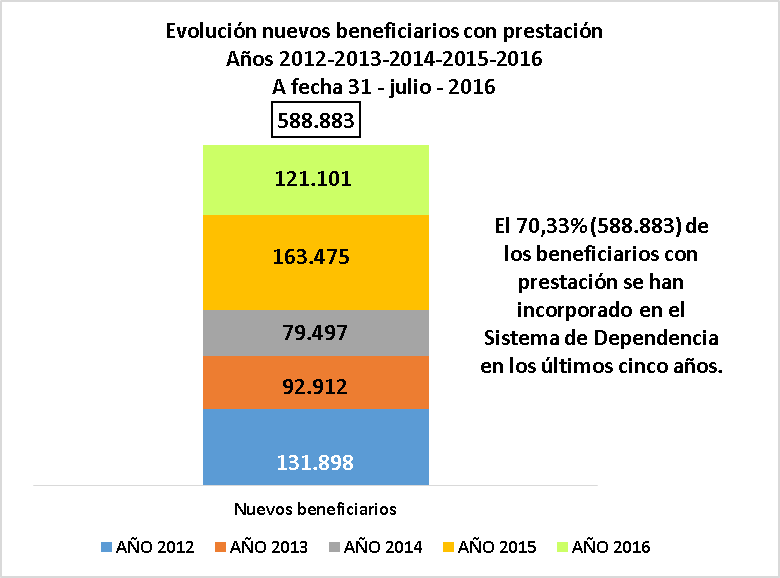 Evolución nuevos beneficiarios con prestación
Años 2012-2013-2014-2015-2016
A fecha 31 - julio - 2016
588.883
121.101
163.475
79.497
92.912
131.898
El 70,33% (588.883) de
los beneficiarios con
prestación se han
incorporado en el
Sistema de Dependencia
en los últimos cinco años.
Nuevos beneficiarios
AÑO 2012 AÑO 2013 AÑO 2014 AÑO 2015 AÑO 2016